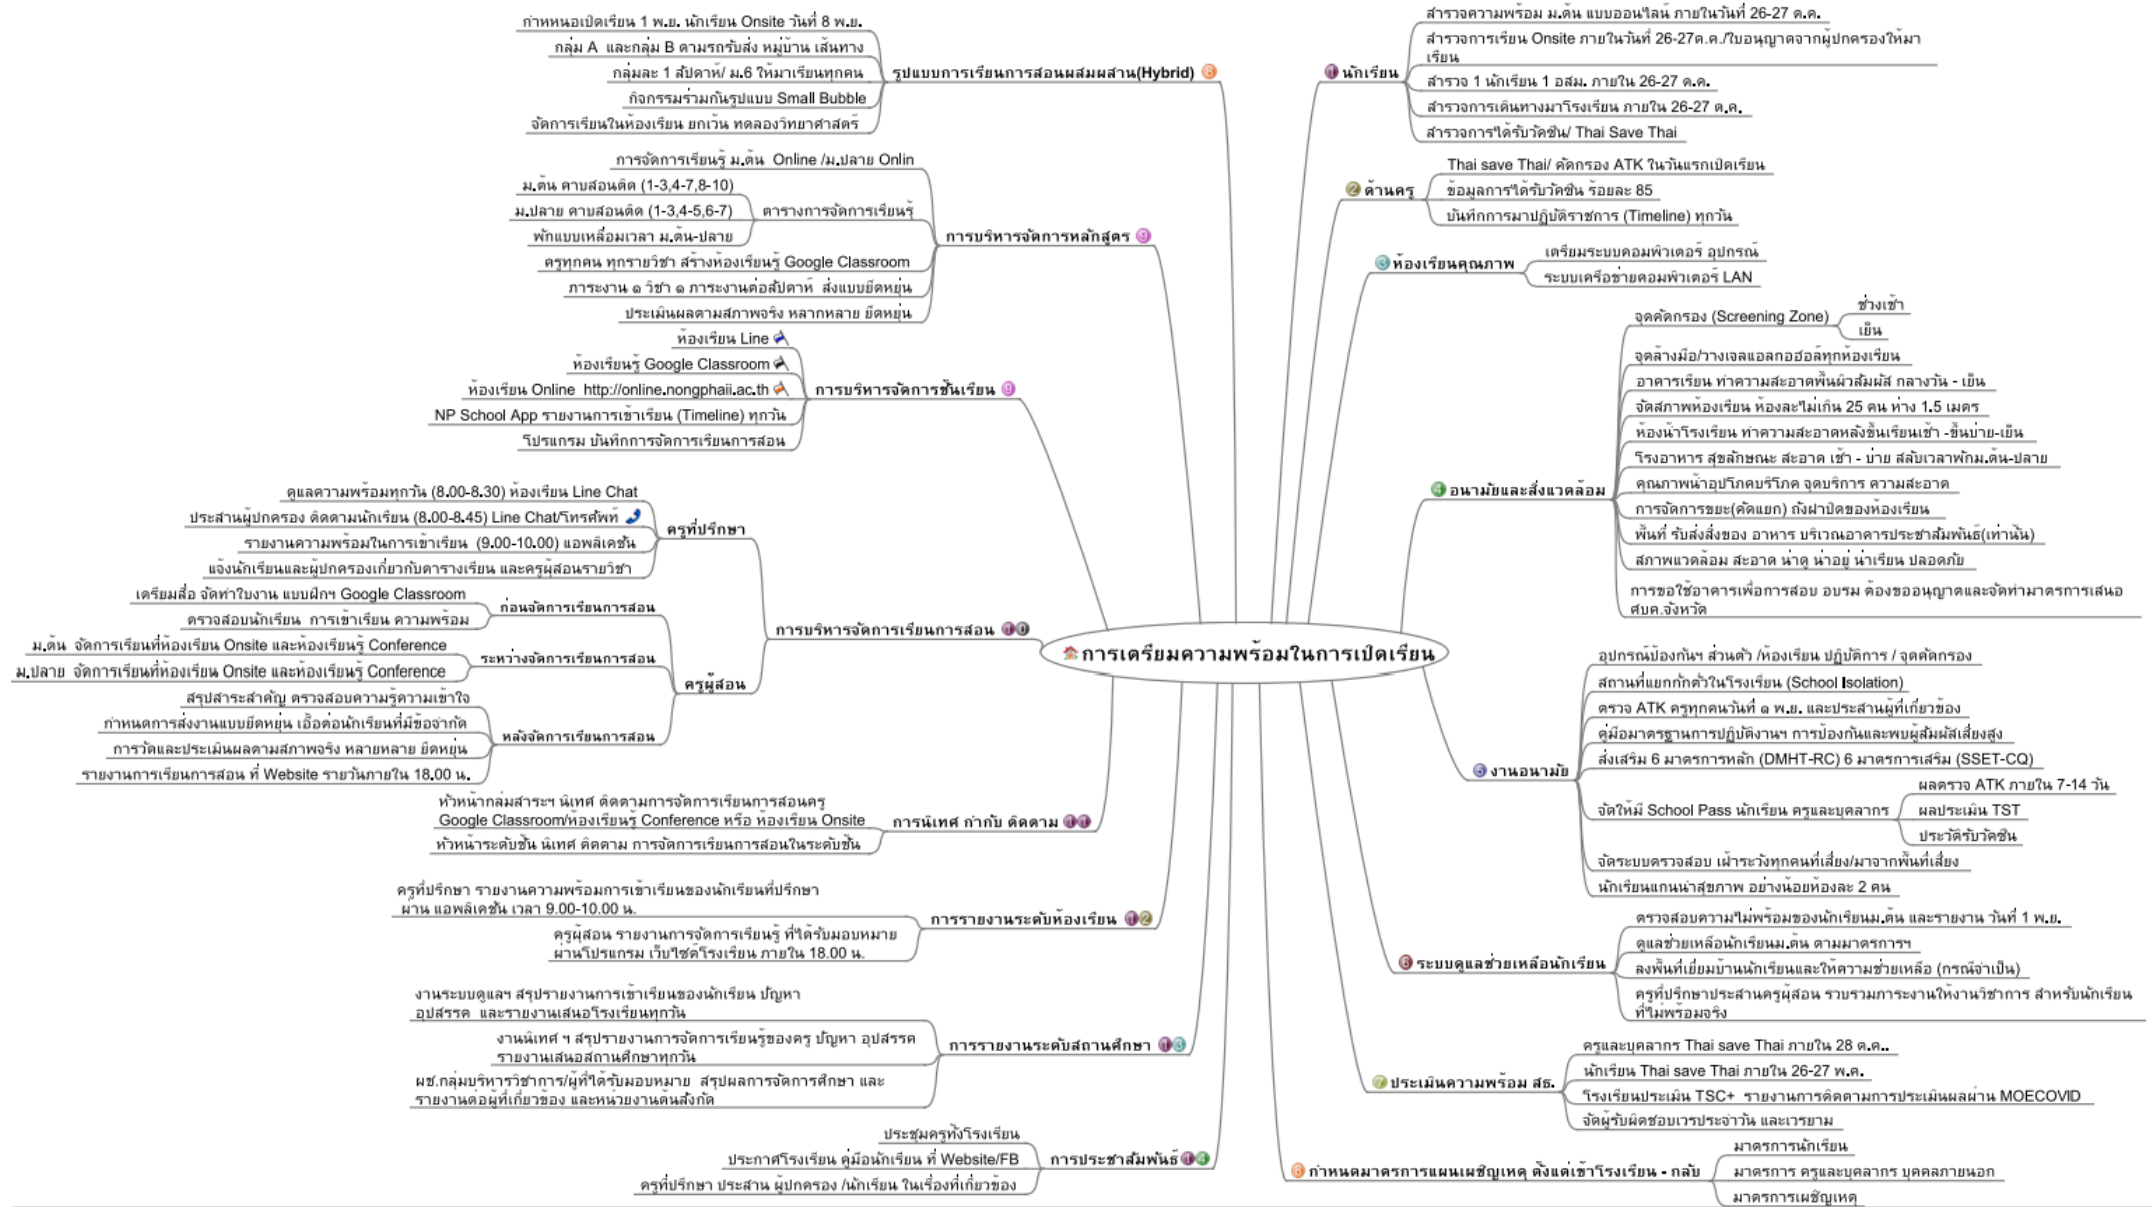 การเตรียมความพร้อมในการเปิดเรียน
1 นักเรียน
สำรวจความพร้อม ม.ต้น แบบออนไลน์ ภายในวันที่ 26-27 ต.ค.
สำรวจการเรียน Onsite ภายในวันที่ 26-27ต.ค./ใบอนุญาตจากผู้ปกครองให้มา
เรียน
สำรวจ 1 นักเรียน 1 อสม. ภายใน 26-27 ต.ค.
สำรวจการเดินทางมาโรงเรียน ภายใน 26-27 ต.ค.
สำรวจการได้รับวัคซีน/ Thai Save Thai
2 ด้านครู
Thai save Thai/ คัดกรอง ATK ในวันแรกเปิดเรียน
ข้อมูลการได้รับวัคซีน ร้อยละ 85
บันทึกการมาปฏิบัติราชการ (Timeline) ทุกวัน
3 ห้องเรียนคุณภาพ
เตรียมระบบคอมพิวเตอร์ อุปกรณ์
ระบบเครือข่ายคอมพิวเตอร์ LAN
4 อนามัยและสิ่งแวดล้อม
จุดคัดกรอง (Screening Zone)
ช่วงเช้า
เย็น
จุดล้างมือ/วางเจลแอลกอฮอล์ทุกห้องเรียน
อาคารเรียน ทำความสะอาดพื้นผิวสัมผัส กลางวัน - เย็น
จัดสภาพห้องเรียน ห้องละไม่เกิน 25 คน ห่าง 1.5 เมตร
ห้องน้ำโรงเรียน ทำความสะอาดหลังขึ้นเรียนเช้า -ขึ้นบ่าย-เย็น
โรงอาหาร สุขลักษณะ สะอาด เช้า - บ่าย สลับเวลาพักม.ต้น-ปลาย
คุณภาพน้ำอุปโภคบริโภค จุดบริการ ความสะอาด
การจัดการขยะ(คัดแยก) ถังฝาปิดของห้องเรียน
พื้นที่ รับส่งสิ่งของ อาหาร บริเวณอาคารประชาสัมพันธ์(เท่านั้น)
สภาพแวดล้อม สะอาด น่าดู น่าอยู่ น่าเรียน ปลอดภัย
การขอใช้อาคารเพื่อการสอบ อบรม ต้องขออนุญาตและจัดทำมาตรการเสนอ
ศบค.จังหวัด
5 งานอนามัย
อุปกรณ์ป้องกันฯ ส่วนตัว /ห้องเรียน ปฏิบัติการ / จุดคัดกรอง
สถานที่แยกกักตัวในโรงเรียน (School Isolation)
ตรวจ ATK ครูทุกคนวันที่ ๑ พ.ย. และประสานผู้ที่เกี่ยวข้อง
คู่มือมาตรฐานการปฏิบัติงานฯ การป้องกันและพบผู้สัมผัสเสี่ยงสูง
ส่งเสริม 6 มาตรการหลัก (DMHT-RC) 6 มาตรการเสริม (SSET-CQ)
จัดให้มี School Pass นักเรียน ครูและบุคลากร
ผลตรวจ ATK ภายใน 7-14 วัน
ผลประเมิน TST
ประวัติรับวัคซีน
จัดระบบตรวจสอบ เฝ้าระวังทุกคนที่เสี่ยง/มาจากพื้นที่เสี่ยง
นักเรียนแกนนำสุขภาพ อย่างน้อยห้องละ 2 คน
6 ระบบดูแลช่วยเหลือนักเรียน
ตรวจสอบความไม่พร้อมของนักเรียนม.ต้น และรายงาน วันที่ 1 พ.ย.
ดูแลช่วยเหลือนักเรียนม.ต้น ตามมาตรการฯ
ลงพื้นที่เยี่ยมบ้านนักเรียนและให้ความช่วยเหลือ (กรณีจำเป็น)
ครูที่ปรึกษาประสานครูผู้สอน รวบรวมภาระงานให้งานวิชาการ สำหรับนักเรียน
ที่ไม่พร้อมจริง
7 ประเมินความพร้อม สธ.
ครูและบุคลากร Thai save Thai ภายใน 28 ต.ค..
นักเรียน Thai save Thai ภายใน 26-27 พ.ค.
โรงเรียนประเมิน TSC+ รายงานการติดตามการประเมินผลผ่าน MOECOVID
จัดผู้รับผิดชอบเวรประจำวัน และเวรยาม
8 กำหนดมาตรการแผนเผชิญเหตุ ตั้งแต่เข้าโรงเรียน - กลับ
มาตรการนักเรียน
มาตรการ ครูและบุคลากร บุคคลภายนอก
มาตรการเผชิญเหตุ
รูปแบบการเรียนการสอนผสมผสาน(Hybrid) 8
กำหนดเปิดเรียน 1 พ.ย. นักเรียน Onsite วันที่ 8 พ.ย.
กลุ่ม A และกลุ่ม B ตามรถรับส่ง หมู่บ้าน เส้นทาง
กลุ่มละ 1 สัปดาห์/ ม.6 ให้มาเรียนทุกคน
กิจกรรมร่วมกันรูปแบบ Small Bubble
จัดการเรียนในห้องเรียน ยกเว้น ทดลองวิทยาศาสตร์
การบริหารจัดการหลักสูตร 9
การจัดการเรียนรู้ ม.ต้น Online /ม.ปลาย Onlin
ตารางการจัดการเรียนรู้
ม.ต้น คาบสอนติด (1-3,4-7,8-10)
ม.ปลาย คาบสอนติด (1-3,4-5,6-7)
พักแบบเหลื่อมเวลา ม.ต้น-ปลาย
ครูทุกคน ทุกรายวิชา สร้างห้องเรียนรู้ Google Classroom
ภาระงาน ๑ วิชา ๑ ภาระงานต่อสัปดาห์ ส่งแบบยืดหยุ่น
ประเมินผลตามสภาพจริง หลากหลาย ยืดหยุ่น
การบริหารจัดการชั้นเรียน 9
ห้องเรียน Line
ห้องเรียนรู้ Google Classroom
ห้องเรียน Online http://online.nongphaii.ac.th
NP School App รายงานการเข้าเรียน (Timeline) ทุกวัน
โปรแกรม บันทึกการจัดการเรียนการสอน
การบริหารจัดการเรียนการสอน 10
ครูที่ปรึกษา
ดูแลความพร้อมทุกวัน (8.00-8.30) ห้องเรียน Line Chat
ประสานผู้ปกครอง ติดตามนักเรียน (8.00-8.45) Line Chat/โทรศัพท์
รายงานความพร้อมในการเข้าเรียน (9.00-10.00) แอพลิเคชั่น
แจ้งนักเรียนและผู้ปกครองเกี่ยวกับตารางเรียน และครูผู้สอนรายวิชา
ครูผู้สอน
ก่อนจัดการเรียนการสอน
เตรียมสื่อ จัดทำใบงาน แบบฝึกฯ Google Classroom
ตรวจสอบนักเรียน การเข้าเรียน ความพร้อม
ระหว่างจัดการเรียนการสอน
ม.ต้น จัดการเรียนที่ห้องเรียน Onsite และห้องเรียนรู้ Conference
ม.ปลาย จัดการเรียนที่ห้องเรียน Onsite และห้องเรียนรู้ Conference
หลังจัดการเรียนการสอน
สรุปสาระสำคัญ ตรวจสอบความรู้ความเข้าใจ
กำหนดการส่งงานแบบยืดหยุ่น เอื้อต่อนักเรียนที่มีข้อจำกัด
การวัดและประเมินผลตามสภาพจริง หลายหลาย ยืดหยุ่น
รายงานการเรียนการสอน ที่ Website รายวันภายใน 18.00 น.
การนิเทศ กำกับ ติดตาม 11
หัวหน้ากลุ่มสาระฯ นิเทศ ติดตามการจัดการเรียนการสอนครู
Google Classroom/ห้องเรียนรู้ Conference หรือ ห้องเรียน Onsite
หัวหน้าระดับชั้น นิเทศ ติดตาม การจัดการเรียนการสอนในระดับชั้น
การรายงานระดับห้องเรียน 12
ครูที่ปรึกษา รายงานความพร้อมการเข้าเรียนของนักเรียนที่ปรึกษา
ผ่าน แอพลิเคชั่น เวลา 9.00-10.00 น.
ครูผู้สอน รายงานการจัดการเรียนรู้ ที่ได้รับมอบหมาย
ผ่านโปรแกรม เว็บไซต์โรงเรียน ภายใน 18.00 น.
การรายงานระดับสถานศึกษา 13
งานระบบดูแลฯ สรุปรายงานการเข้าเรียนของนักเรียน ปัญหา
อุปสรรค และรายงานเสนอโรงเรียนทุกวัน
งานนิเทศ ฯ สรุปรายงานการจัดการเรียนรู้ของครู ปัญหา อุปสรรค
รายงานเสนอสถานศึกษาทุกวัน
ผช.กลุ่มบริหารวิชาการ/ผู้ที่ได้รับมอบหมาย สรุปผลการจัดการศึกษา และ
รายงานต่อผู้ที่เกี่ยวข้อง และหน่วยงานต้นสังกัด
การประชาสัมพันธ์ 14
ประชุมครูทั้งโรงเรียน
ประกาศโรงเรียน คู่มือนักเรียน ที่ Website/FB
ครูที่ปรึกษา ประสาน ผู้ปกครอง /นักเรียน ในเรื่องที่เกี่ยวข้อง